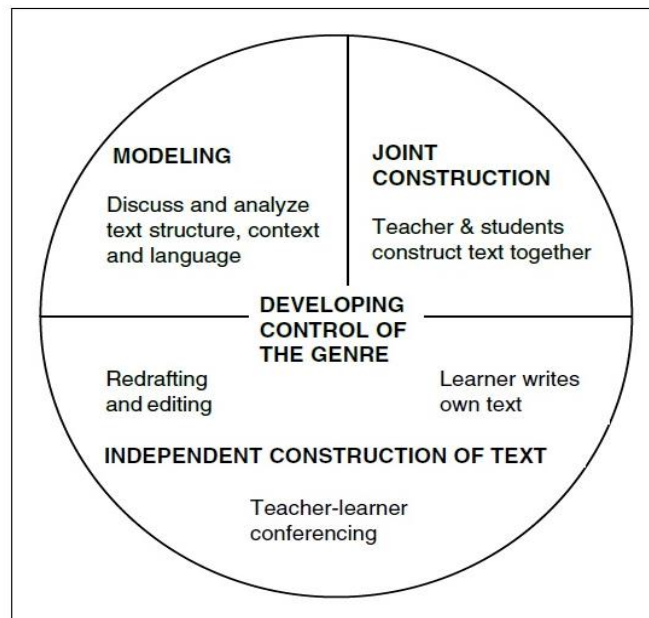 MODELING
Discuss and analyze
text structure, context
and language
JOINT
CONSTRUCTION
Teacher & students
construct text together
DEVELOPING
CONTROL OF
THE GENRE
Redrafting
and editing
Learner writes
own text
INDEPENDENT CONSTRUCTION OF TEXT
Teacher-learner
conferencing